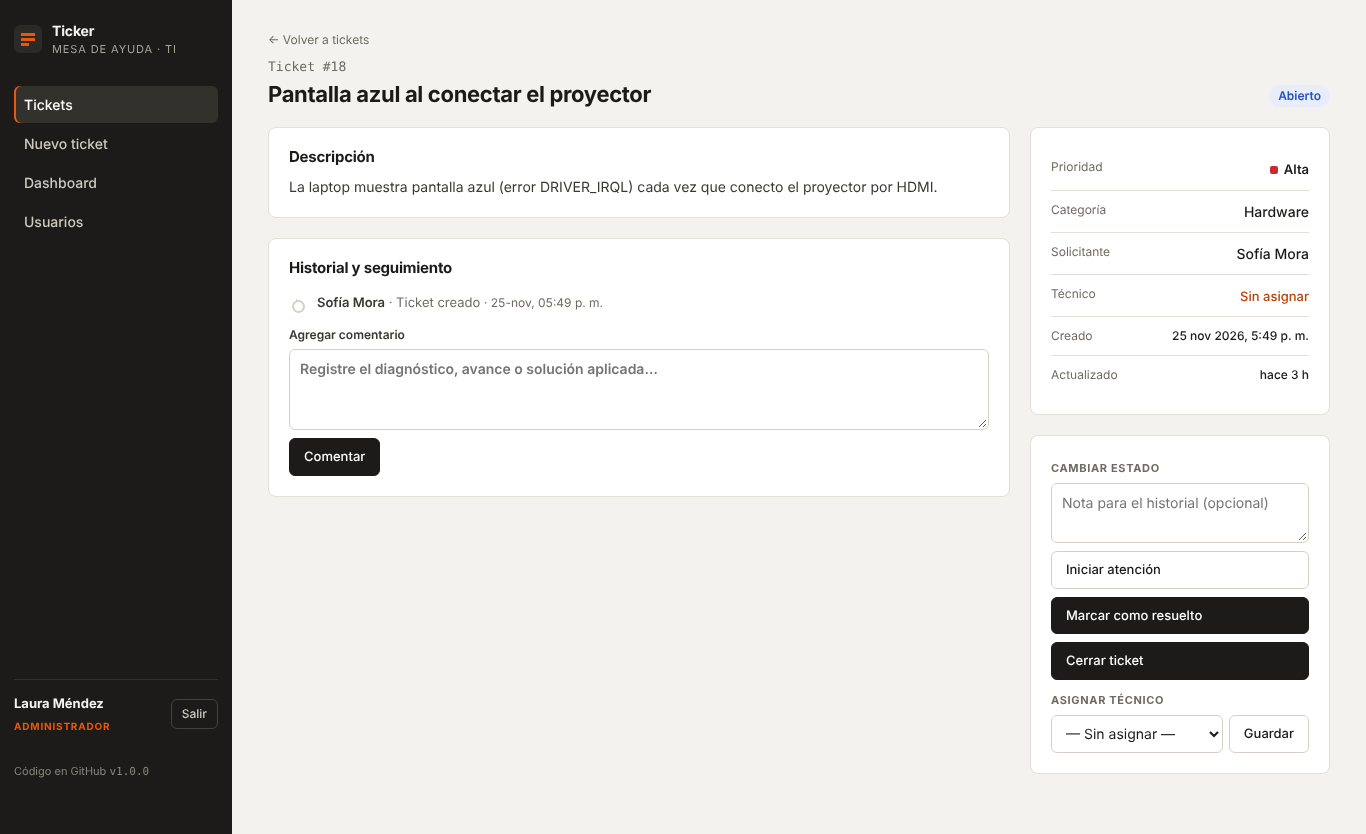 Ticker
MESA DE AYUDA · TI
Tickets
Nuevo ticket
Dashboard
Usuarios
Laura Méndez
ADMINISTRADOR
Salir
Código en GitHub v1.0.0
← Volver a tickets
Ticket #18
Pantalla azul al conectar el proyector
Abierto
Descripción
La laptop muestra pantalla azul (error DRIVER_IRQL) cada vez que conecto el proyector por HDMI.
Historial y seguimiento
Sofía Mora · Ticket creado · 25-nov, 05:49 p. m.
Agregar comentario
Registre el diagnóstico, avance o solución aplicada...
Comentar
Prioridad Alta
Categoría Hardware
Solicitante Sofía Mora
Técnico Sin asignar
Creado 25 nov 2026, 5:49 p. m.
Actualizado hace 3 h
CAMBIAR ESTADO
Nota para el historial (opcional)
Iniciar atención
Marcar como resuelto
Cerrar ticket
ASIGNAR TÉCNICO
— Sin asignar — Guardar